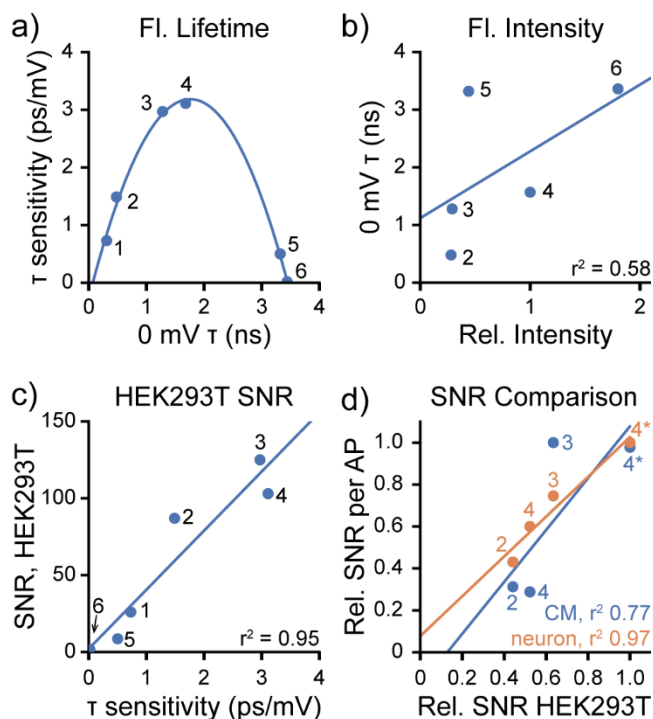 a) Fl. Lifetime
τ sensitivity (ps/mV)
4
3
2
1
0
0 1 2 3 4
0 mV τ (ns)
1
2
3
4
5
6
b) Fl. Intensity
0 mV τ (ns)
4
3
2
1
0
0 1 2
Rel. Intensity
5
6
4
3
2
r² = 0.58
c) HEK293T SNR
SNR, HEK293T
150
100
50
0
0 1 2 3 4
τ sensitivity (ps/mV)
3
4
2
6
1
5
r² = 0.95
d) SNR Comparison
Rel. SNR per AP
1.0
0.8
0.6
0.4
0.2
0
0 0.2 0.4 0.6 0.8 1.0
Rel. SNR HEK293T
4*
3
4*
3
4
2
2
4
CM, r² 0.77
neuron, r² 0.97